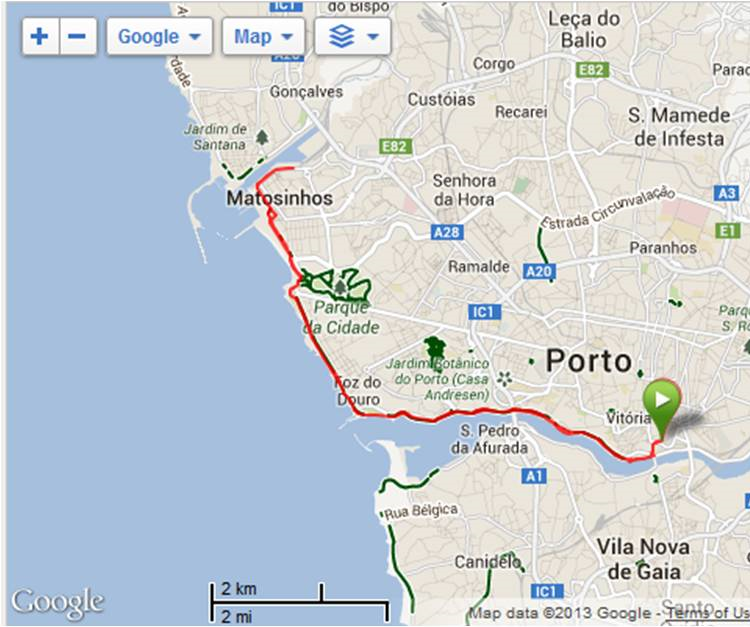 IC1
do Bispo
+
−
Google
Map
Leça do
Balio
A28
Corgo
E82
Gonçalves
Custóias
Recarei
Jardim de
Santana
S. Mamede
de Infesta
E82
Senhora
da Hora
Matosinhos
A3
Estrada Circunvalação
A28
E1
Paranhos
Ramalde
A20
Parque
da Cidade
IC1
Porto
Jardim Botânico
do Porto (Casa
Andresen)
Foz do
Douro
Vitória
S. Pedro
da Afurada
A1
Rua Bélgica
Vila Nova
de Gaia
Canidelo
IC1
Google
2 km
2 mi
Map data ©2013 Google - Terms of Us
Santo